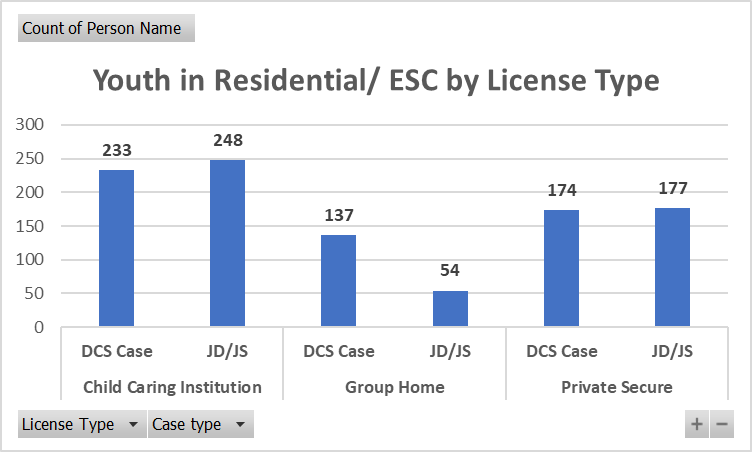 Count of Person Name
Youth in Residential/ ESC by License Type
300
250
200
150
100
50
0
233
248
137
54
174
177
DCS Case
JD/JS
DCS Case
JD/JS
DCS Case
JD/JS
Child Caring Institution
Group Home
Private Secure
License Type
Case type
+
−